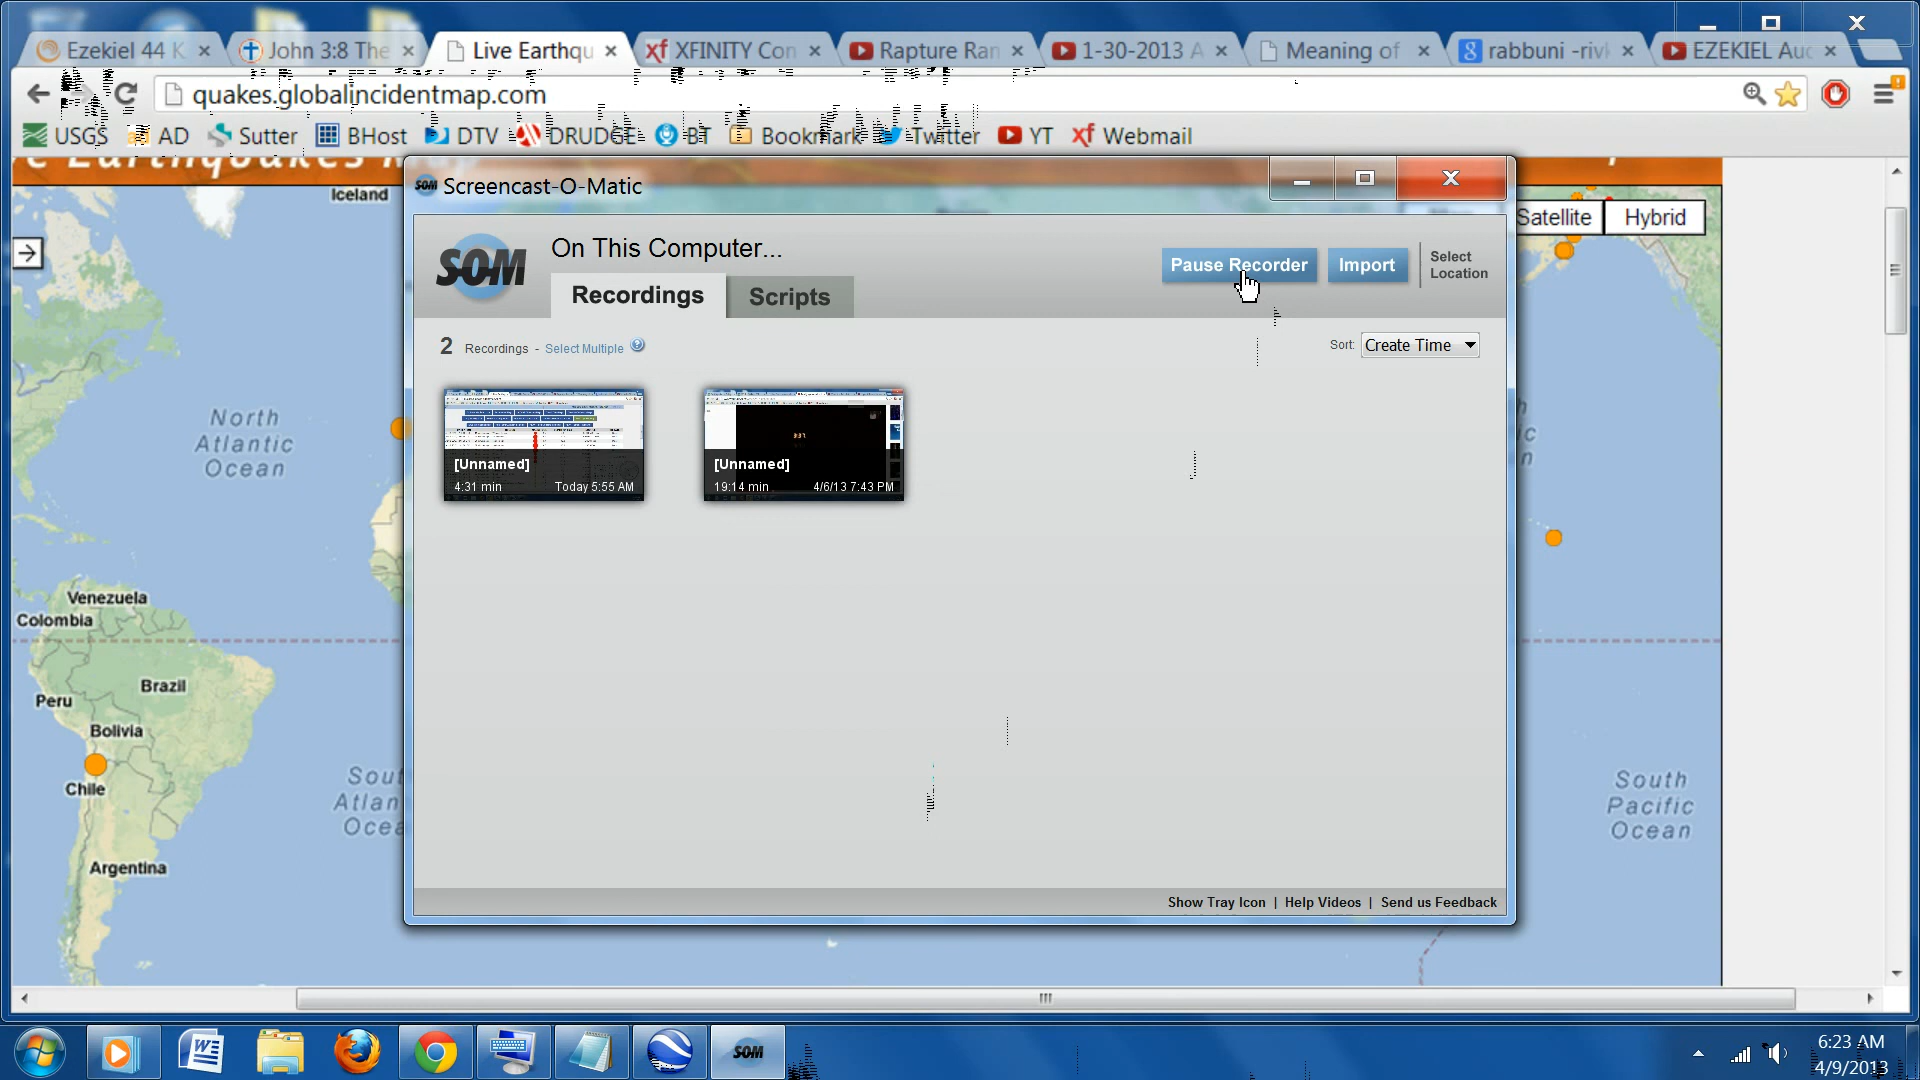 Ezekiel 44 K
John 3:8 The
Live Earthqu
XFINITY Con
Rapture Ran
1-30-2013 A
Meaning of
rabbuni -rivk
EZEKIEL Au
quakes.globalincidentmap.com
USGS
AD
Sutter
BHost
DTV
DRUDGE
BT
Bookmark
Twitter
YT
Webmail
Iceland
Satellite
Hybrid
SOM Screencast-O-Matic
SOM
On This Computer...
Pause Recorder
Import
Select
Location
Recordings
Scripts
2 Recordings - Select Multiple
Sort: Create Time
[Unnamed]
4:31 min Today 5:55 AM
[Unnamed]
19:14 min 4/6/13 7:43 PM
North
Atlantic
Ocean
Venezuela
Colombia
Brazil
Peru
Bolivia
Chile
Argentina
South
Pacific
Ocean
Show Tray Icon | Help Videos | Send us Feedback
SOM
6:23 AM
4/9/2013